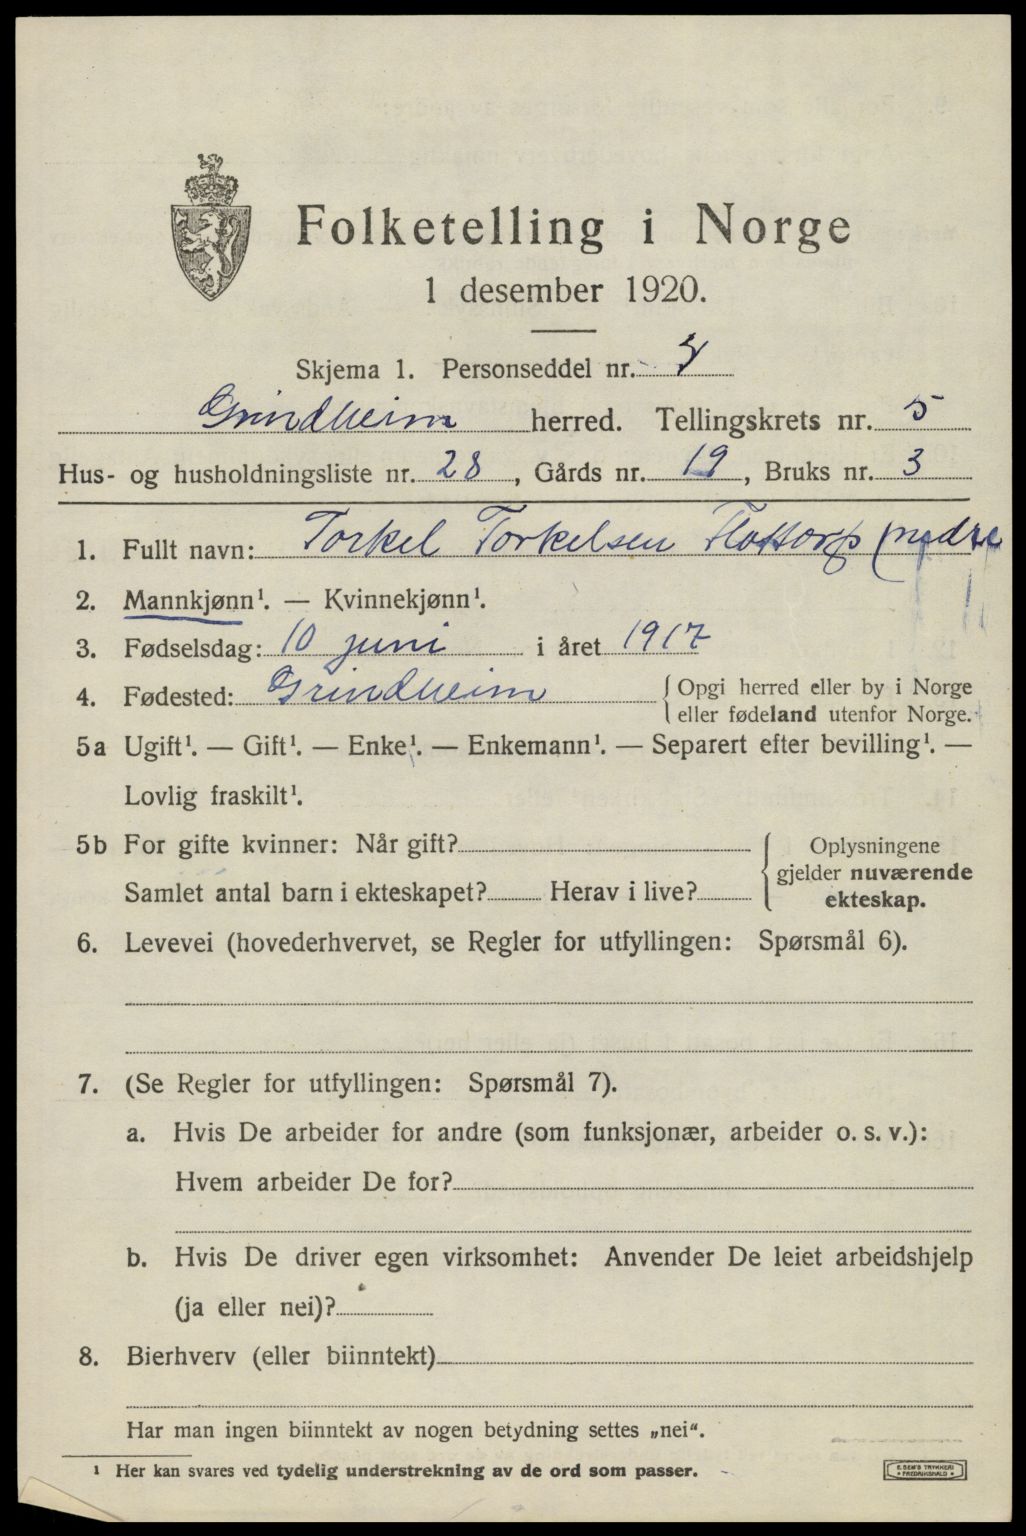 Folketelling i Norge
1 desember 1920.
Skjema 1. Personseddel nr.
Grindheim herred. Tellingskrets nr. 5
Hus- og husholdningsliste nr. 28, Gårds nr. 19, Bruks nr. 3
1. Fullt navn: Torkel Torkelsen Flottorp (nedre
2. Mannkjønn¹. — Kvinnekjønn¹.
3. Fødselsdag: 10 juni i året 1917
4. Fødested: Grindheim { Opgi herred eller by i Norge
eller fødeland utenfor Norge.
5a Ugift¹. — Gift¹. — Enke¹. — Enkemann¹. — Separert efter bevilling¹. —
Lovlig fraskilt¹.
5b For gifte kvinner: Når gift?
Samlet antal barn i ekteskapet? Herav i live?
{ Oplysningene
gjelder nuværende
ekteskap.
6. Levevei (hovederhvervet, se Regler for utfyllingen: Spørsmål 6).
7. (Se Regler for utfyllingen: Spørsmål 7).
a. Hvis De arbeider for andre (som funksjonær, arbeider o. s. v.):
Hvem arbeider De for?
b. Hvis De driver egen virksomhet: Anvender De leiet arbeidshjelp
(ja eller nei)?
8. Bierhverv (eller biinntekt)
Har man ingen biinntekt av nogen betydning settes „nei“.
¹ Her kan svares ved tydelig understrekning av de ord som passer.
E. SEM'S TRYKKERI
• FREDRIKSHALD •